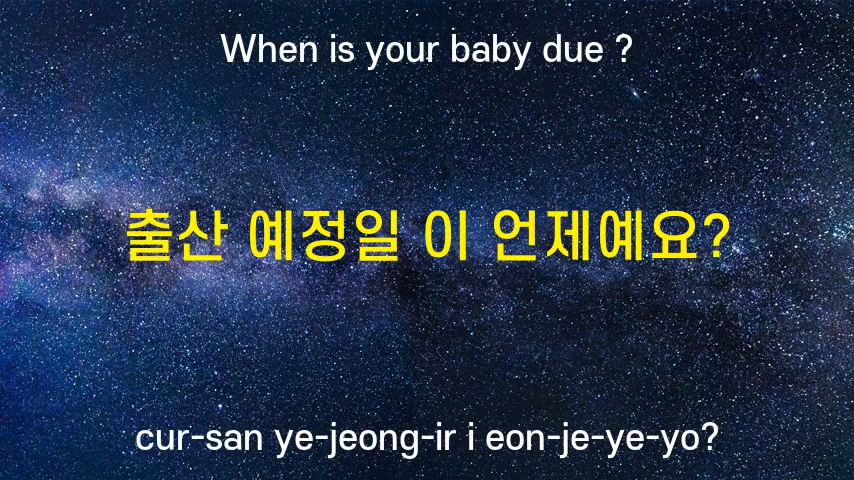 When is your baby due ?
출산 예정일 이 언제예요?
cur-san ye-jeong-ir i eon-je-ye-yo?